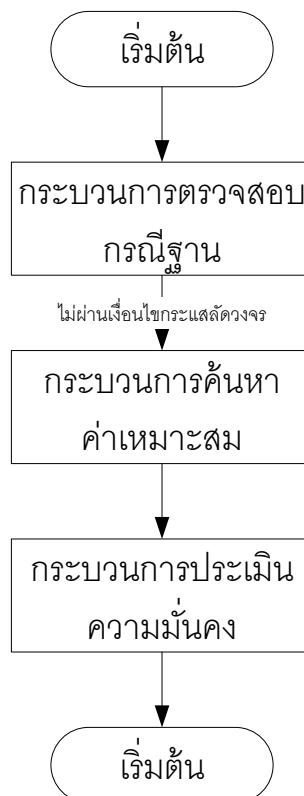 เริ่มต้น
กระบวนการตรวจสอบ
กรณีฐาน
ไม่ผ่านเงื่อนไขกระแสลัดวงจร
กระบวนการค้นหา
ค่าเหมาะสม
กระบวนการประเมิน
ความมั่นคง
เริ่มต้น